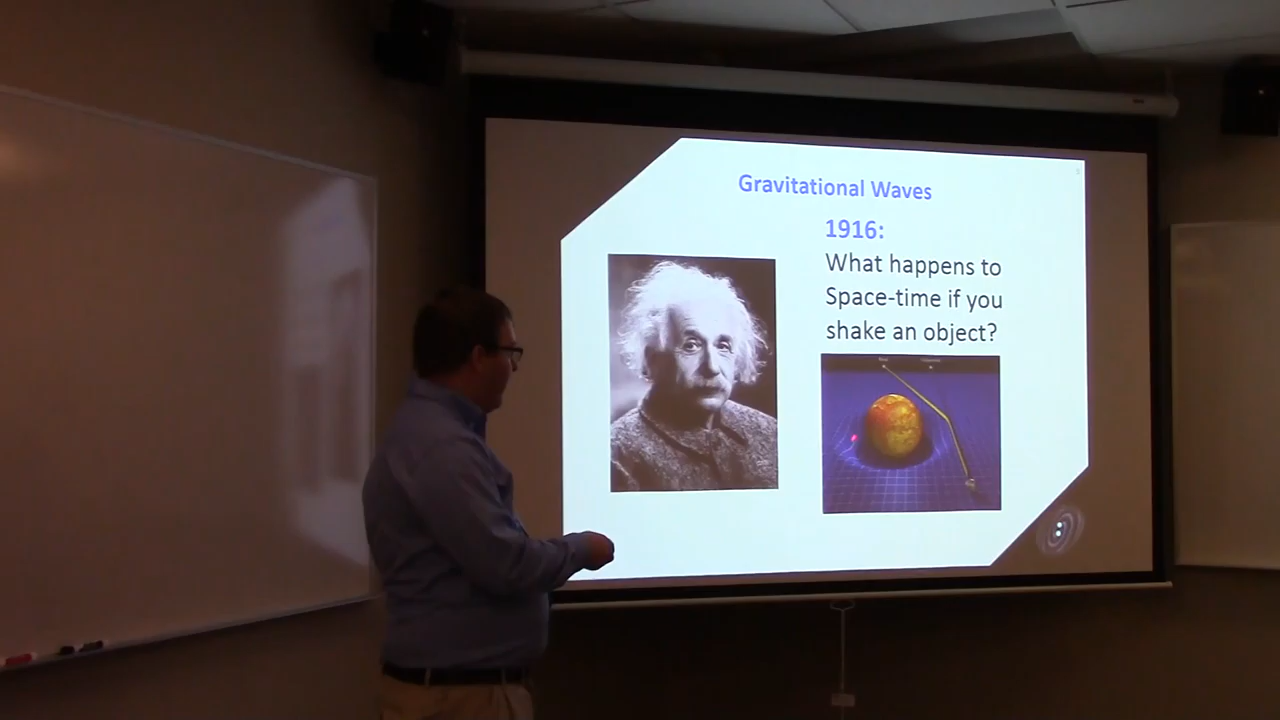 Gravitational Waves
1916:
What happens to
Space-time if you
shake an object?